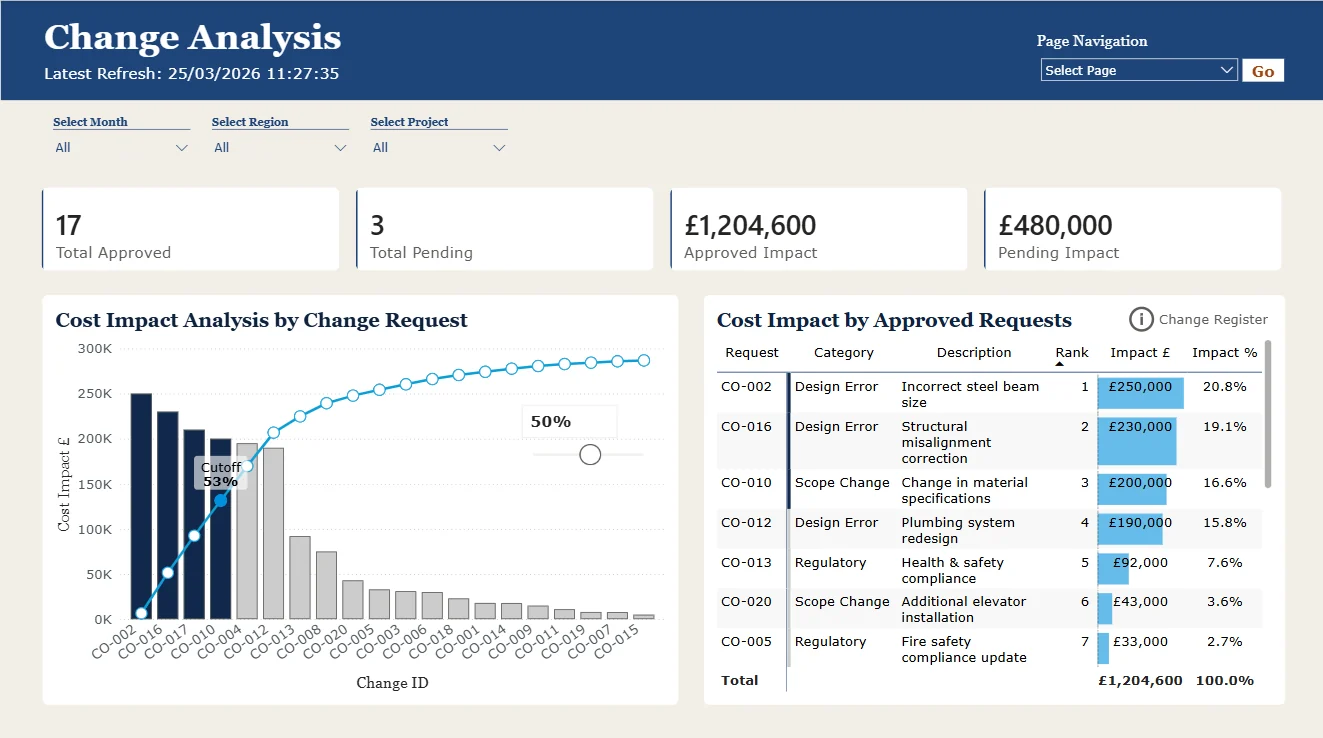 Change Analysis
Latest Refresh: 25/03/2026 11:27:35
Page Navigation
Select Page
Go
Select Month
All
Select Region
All
Select Project
All
17
Total Approved
3
Total Pending
£1,204,600
Approved Impact
£480,000
Pending Impact
Cost Impact Analysis by Change Request
300K
250K
200K
150K
100K
50K
0K
Cost Impact £
Cutoff
53%
50%
CO-002
CO-016
CO-017
CO-010
CO-004
CO-012
CO-013
CO-008
CO-020
CO-005
CO-003
CO-006
CO-018
CO-001
CO-014
CO-009
CO-011
CO-019
CO-007
CO-015
Change ID
Cost Impact by Approved Requests
i Change Register
Request Category Description Rank Impact £ Impact %
CO-002 Design Error Incorrect steel beam 1 £250,000 20.8%
size
CO-016 Design Error Structural 2 £230,000 19.1%
misalignment
correction
CO-010 Scope Change Change in material 3 £200,000 16.6%
specifications
CO-012 Design Error Plumbing system 4 £190,000 15.8%
redesign
CO-013 Regulatory Health & safety 5 £92,000 7.6%
compliance
CO-020 Scope Change Additional elevator 6 £43,000 3.6%
installation
CO-005 Regulatory Fire safety 7 £33,000 2.7%
compliance update
Total £1,204,600 100.0%